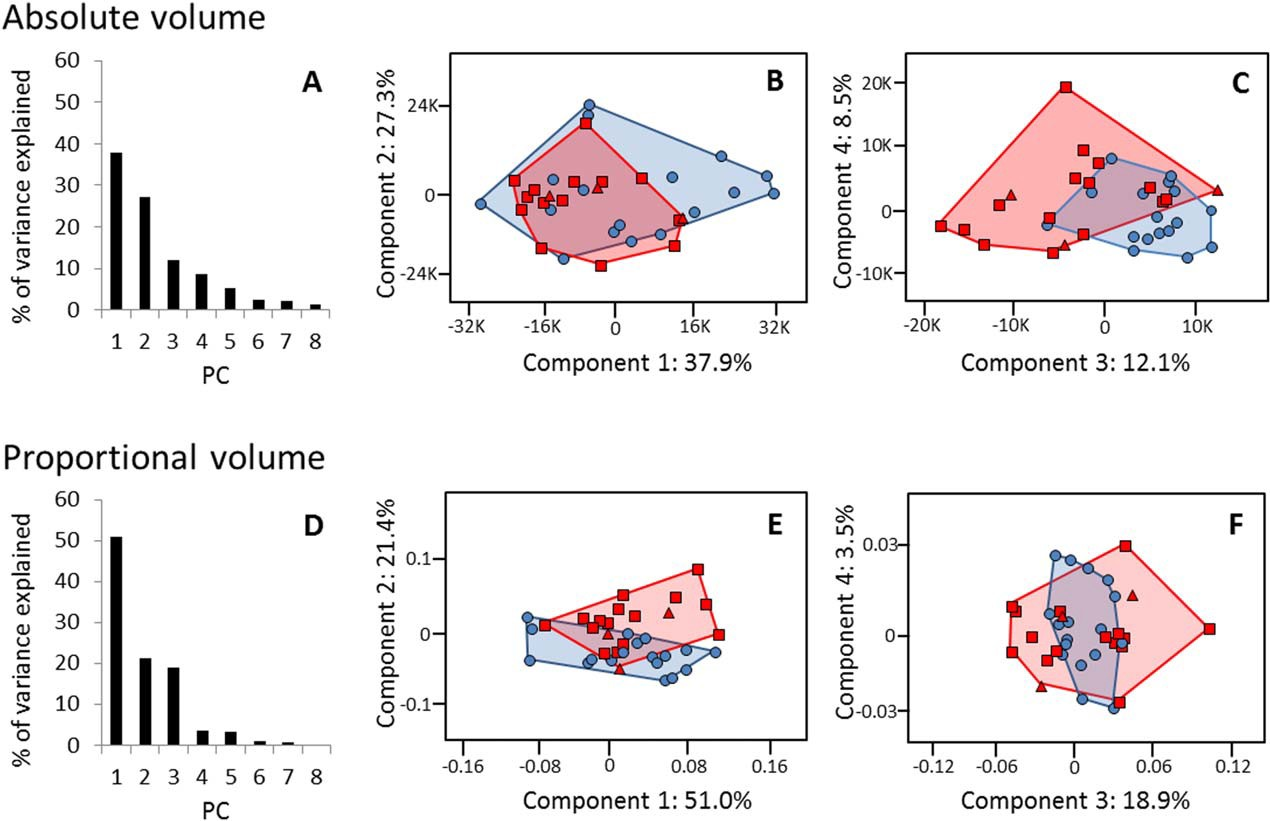 Absolute volume
% of variance explained
60
50
40
30
20
10
0
1 2 3 4 5 6 7 8
PC
A
Component 2: 27.3%
24K
0
-24K
B
-32K -16K 0 16K 32K
Component 1: 37.9%
Component 4: 8.5%
20K
10K
0
-10K
C
-20K -10K 0 10K
Component 3: 12.1%
Proportional volume
% of variance explained
60
50
40
30
20
10
0
1 2 3 4 5 6 7 8
PC
D
Component 2: 21.4%
0.1
0
-0.1
E
-0.16 -0.08 0 0.08 0.16
Component 1: 51.0%
Component 4: 3.5%
0.03
0
-0.03
F
-0.12 -0.06 0 0.06 0.12
Component 3: 18.9%